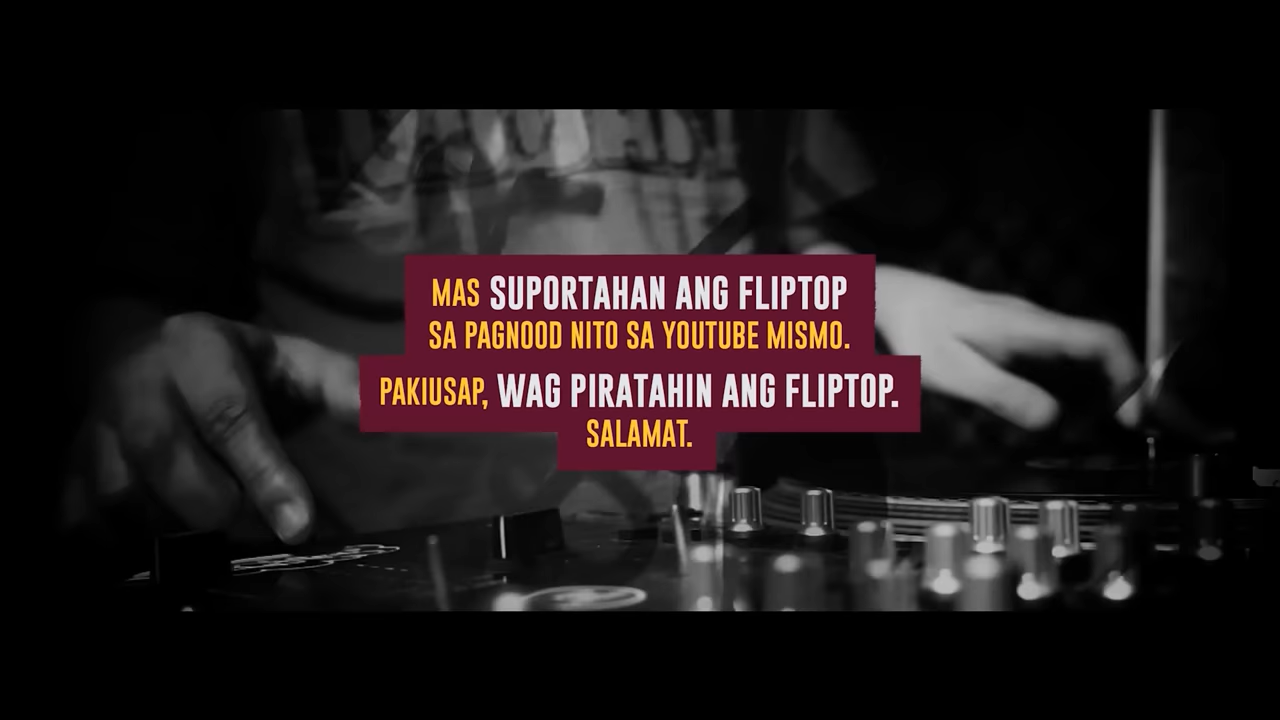 MAS SUPORTAHAN ANG FLIPTOP
SA PAGNOOD NITO SA YOUTUBE MISMO.
PAKIUSAP, WAG PIRATAHIN ANG FLIPTOP.
SALAMAT.